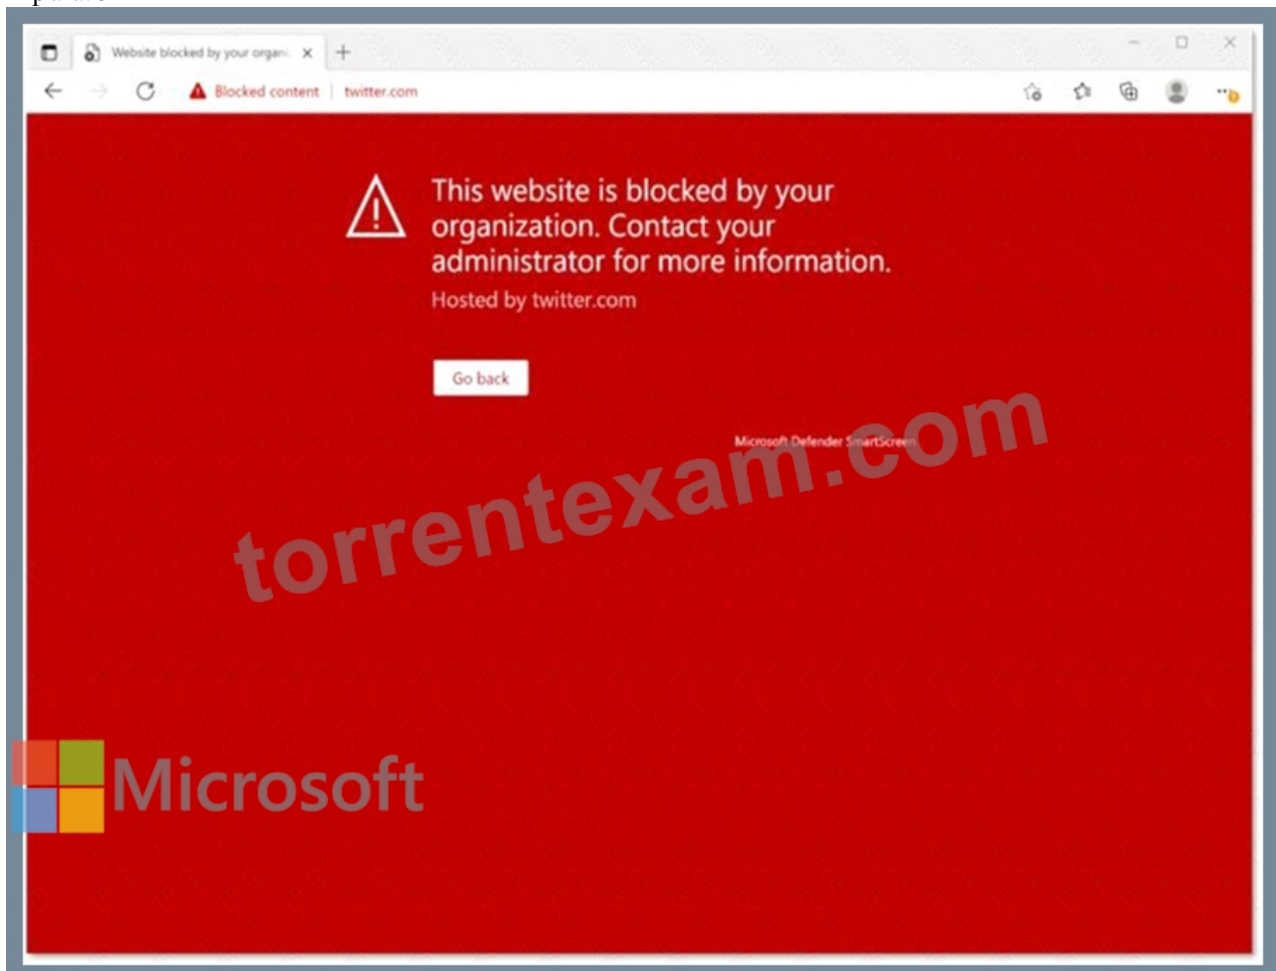 Website blocked by your organi
Blocked content
twitter.com
This website is blocked by your
organization. Contact your
administrator for more information.
Hosted by twitter.com
Go back
Microsoft Defender SmartScreen
torrentexam.com
Microsoft